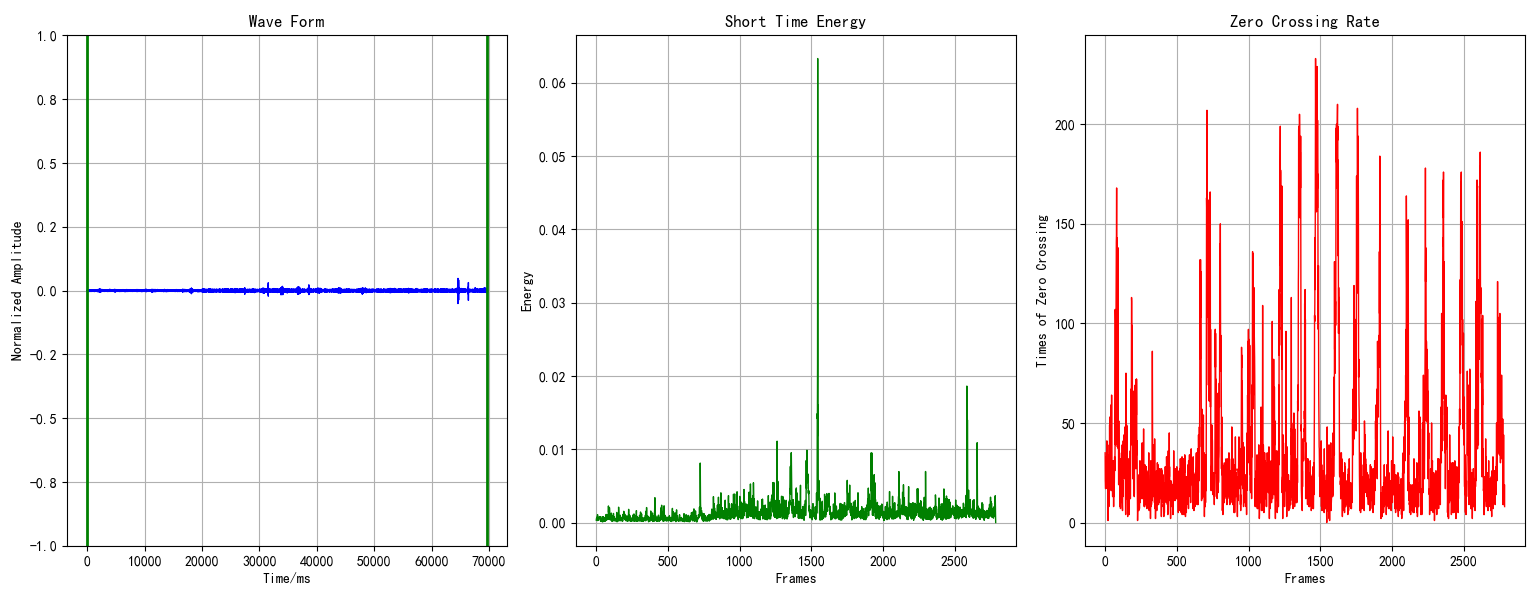 Wave Form
Normalized Amplitude
1.0
0.8
0.5
0.2
0.0
−0.2
−0.5
−0.8
−1.0
0 10000 20000 30000 40000 50000 60000 70000
Time/ms
Short Time Energy
Energy
0.06
0.05
0.04
0.03
0.02
0.01
0.00
0 500 1000 1500 2000 2500
Frames
Zero Crossing Rate
Times of Zero Crossing
200
150
100
50
0
0 500 1000 1500 2000 2500
Frames